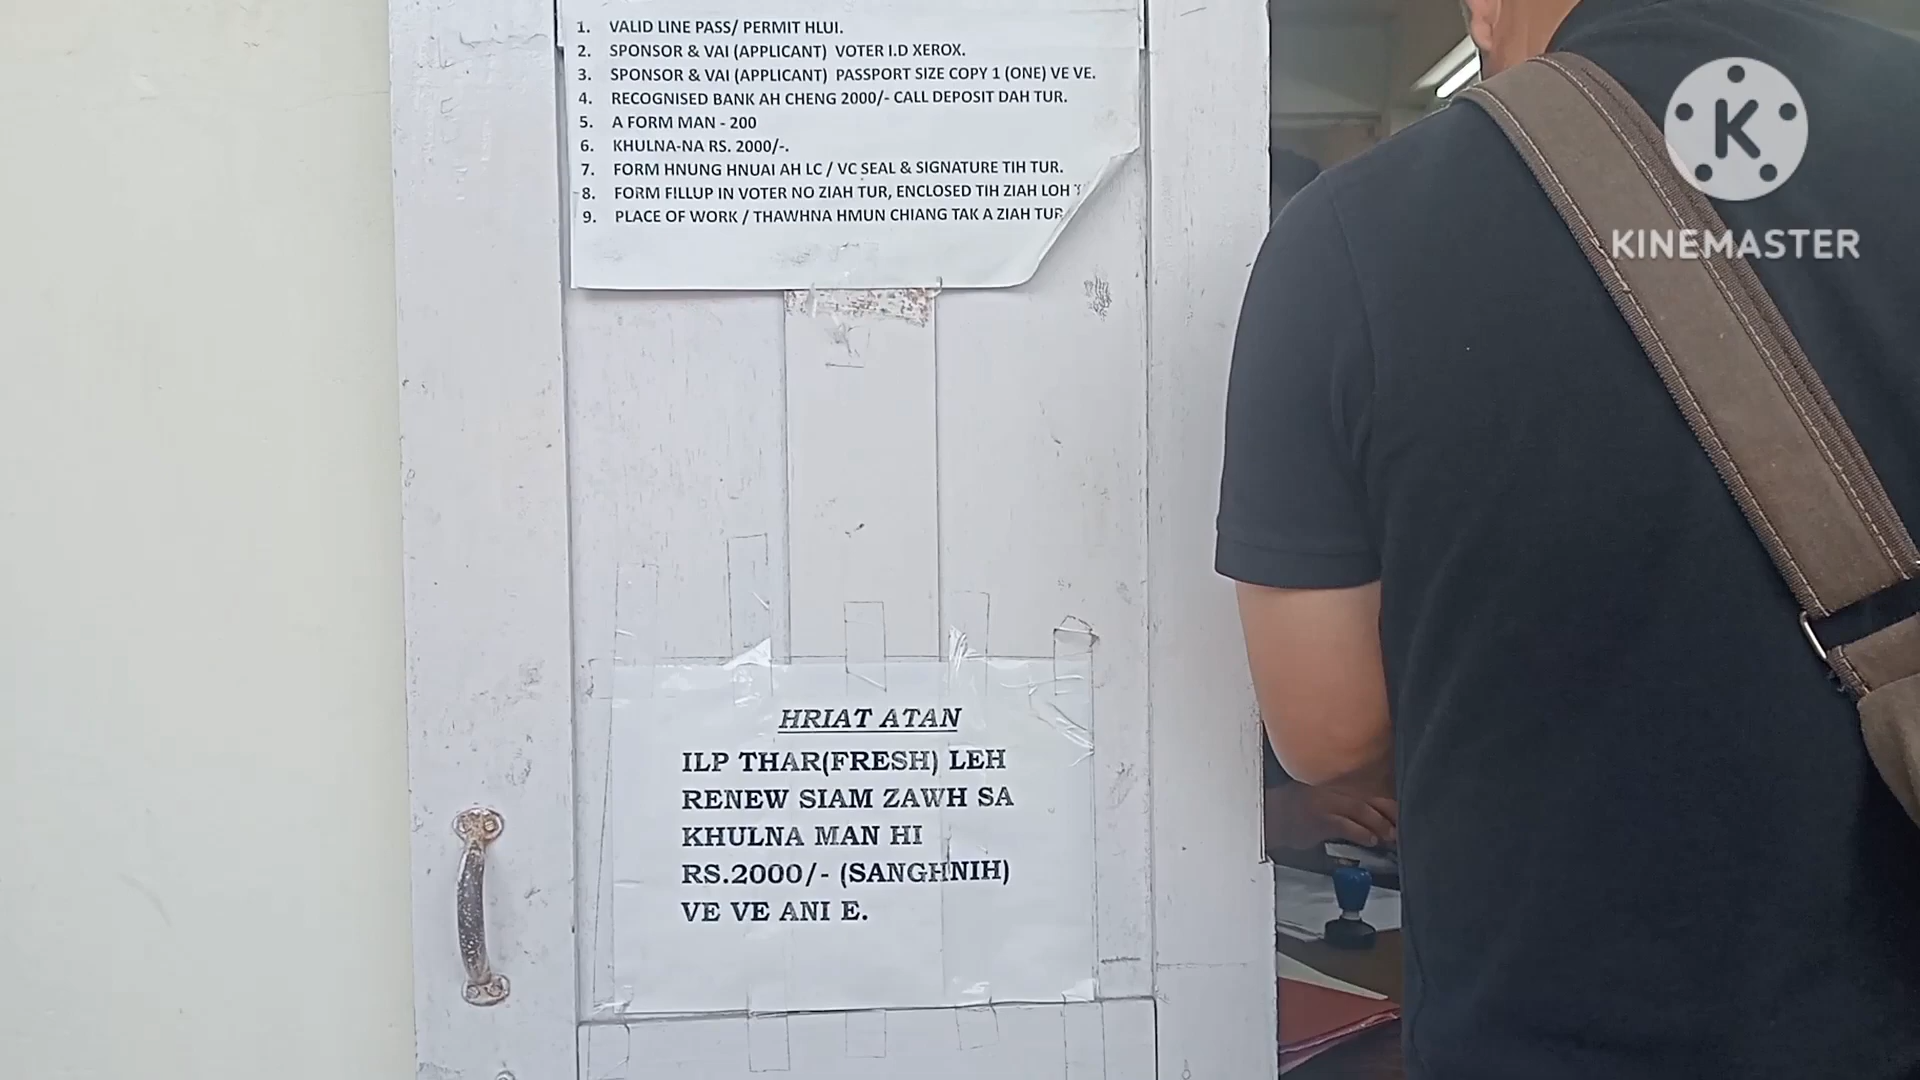 1. VALID LINE PASS/ PERMIT HLUI.
2. SPONSOR & VAI (APPLICANT) VOTER I.D XEROX.
3. SPONSOR & VAI (APPLICANT) PASSPORT SIZE COPY 1 (ONE) VE VE.
4. RECOGNISED BANK AH CHENG 2000/- CALL DEPOSIT DAH TUR.
5. A FORM MAN - 200
6. KHULNA-NA RS. 2000/-.
7. FORM HNUNG HNUAI AH LC / VC SEAL & SIGNATURE TIH TUR.
8. FORM FILLUP IN VOTER NO ZIAH TUR, ENCLOSED TIH ZIAH LOH
9. PLACE OF WORK / THAWHNA HMUN CHIANG TAK A ZIAH TUR
HRIAT ATAN
ILP THAR(FRESH) LEH
RENEW SIAM ZAWH SA
KHULNA MAN HI
RS.2000/- (SANGHNIH)
VE VE ANI E.
K
KINEMASTER